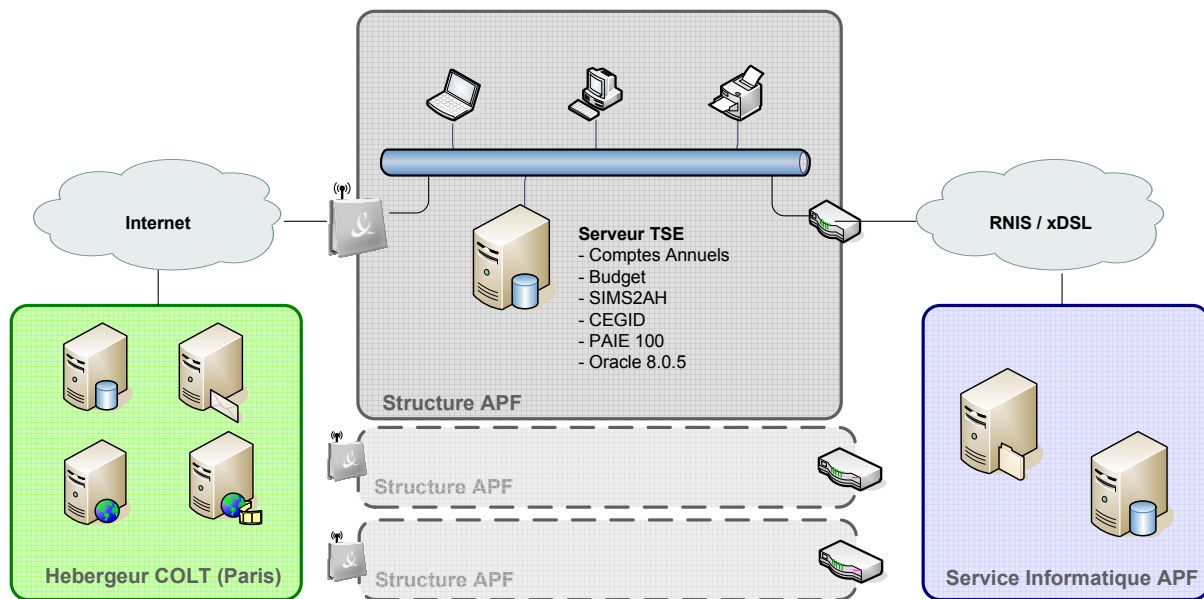 Internet
RNIS / xDSL
Serveur TSE
- Comptes Annuels
- Budget
- SIMS2AH
- CEGID
- PAIE 100
- Oracle 8.0.5
Structure APF
Structure APF
Structure APF
Hebergeur COLT (Paris)
Service Informatique APF